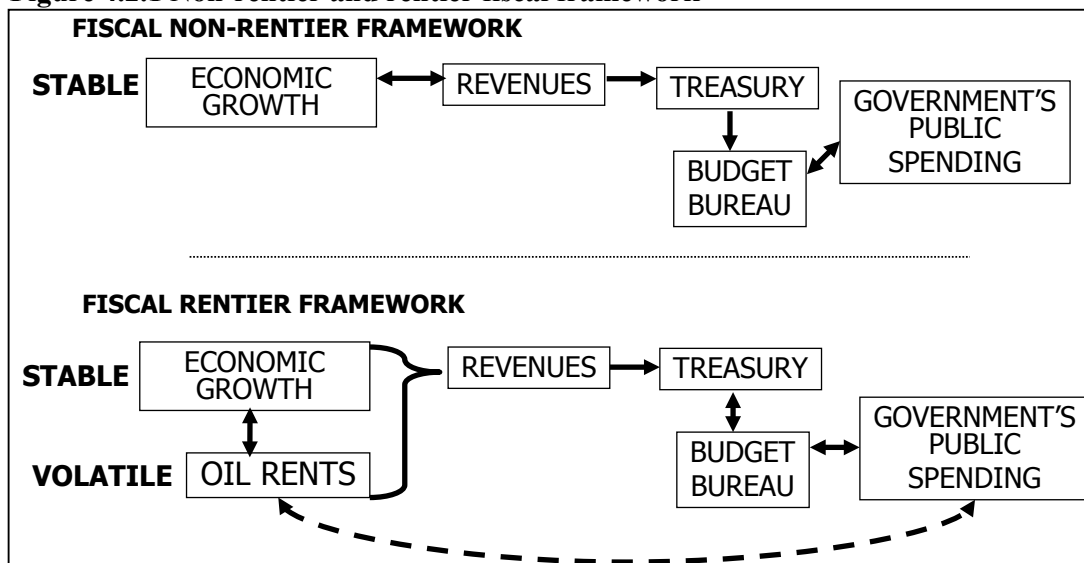 FISCAL NON-RENTIER FRAMEWORK
STABLE
ECONOMIC
GROWTH
REVENUES
TREASURY
BUDGET
BUREAU
GOVERNMENT'S
PUBLIC
SPENDING
FISCAL RENTIER FRAMEWORK
STABLE
ECONOMIC
GROWTH
VOLATILE
OIL RENTS
REVENUES
TREASURY
BUDGET
BUREAU
GOVERNMENT'S
PUBLIC
SPENDING